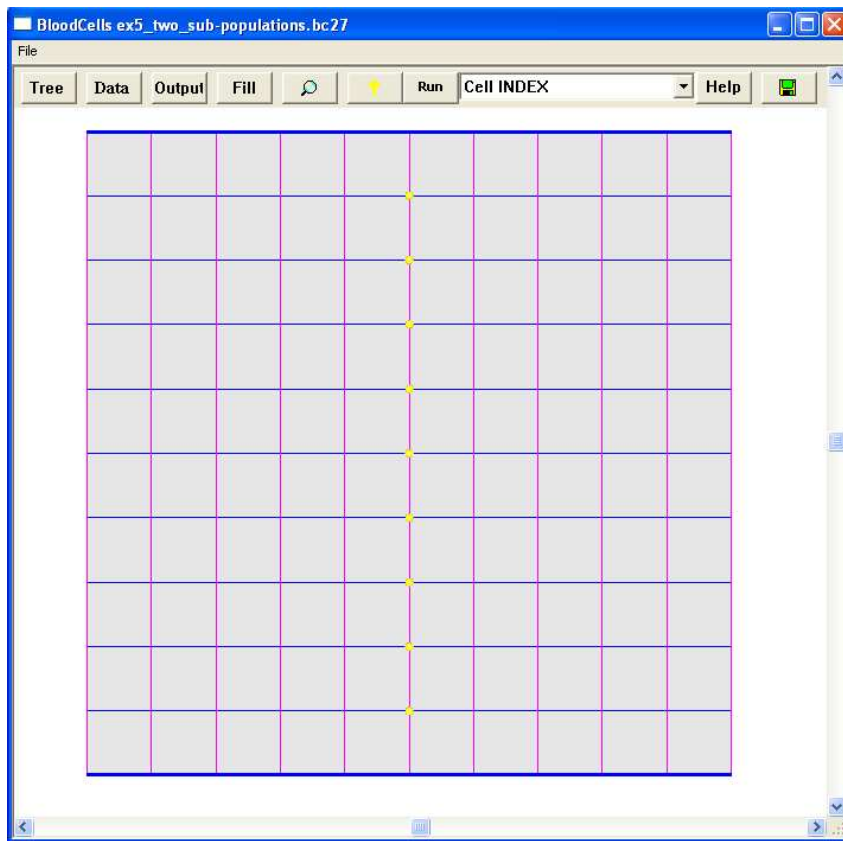 BloodCells ex5_two_sub-populations.bc27
File
Tree Data Output Fill Run Cell INDEX Help